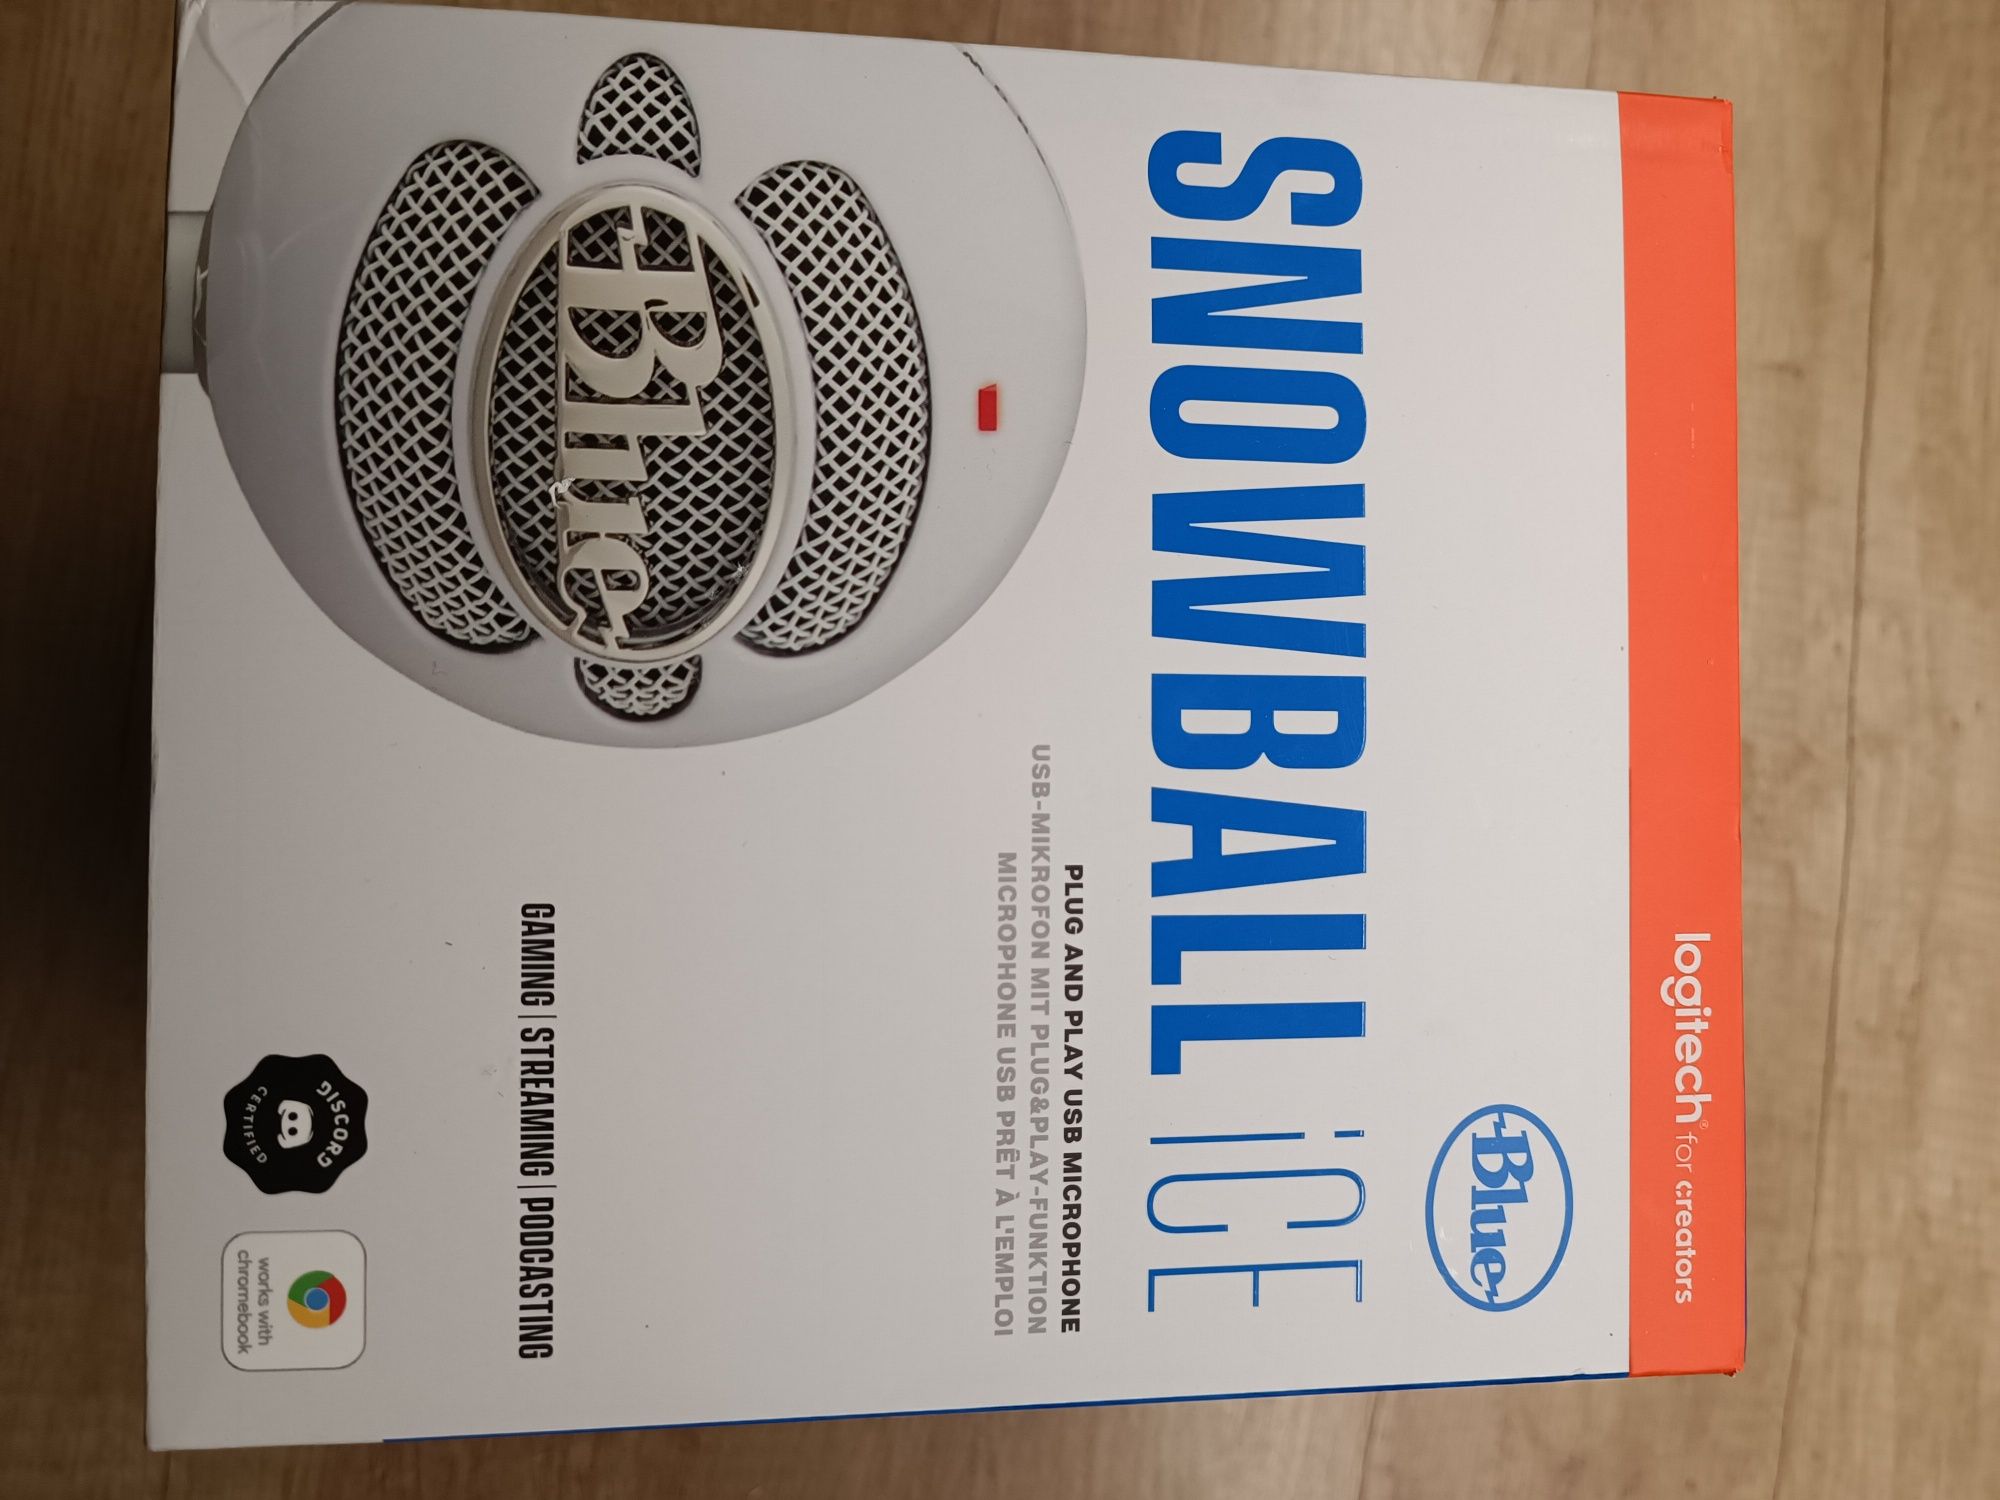 logitech® for creators
Blue
SNOWBALL iCE
PLUG AND PLAY USB MICROPHONE
USB-MIKROFON MIT PLUG&PLAY-FUNKTION
MICROPHONE USB PRÊT À L'EMPLOI
Blue
GAMING | STREAMING | PODCASTING
DISCORD
CERTIFIED
works with
chromebook